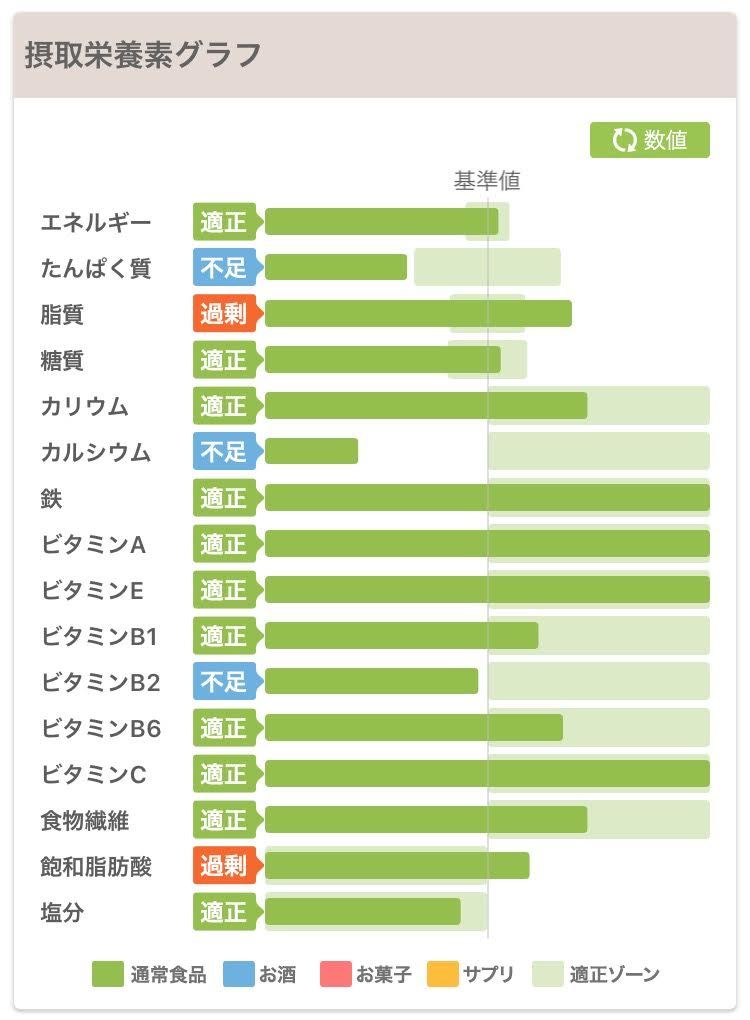 摂取栄養素グラフ
数値
基準値
エネルギー 適正
たんぱく質 不足
脂質 過剰
糖質 適正
カリウム 適正
カルシウム 不足
鉄 適正
ビタミンA 適正
ビタミンE 適正
ビタミンB1 適正
ビタミンB2 不足
ビタミンB6 適正
ビタミンC 適正
食物繊維 適正
飽和脂肪酸 過剰
塩分 適正
通常食品 お酒 お菓子 サプリ 適正ゾーン